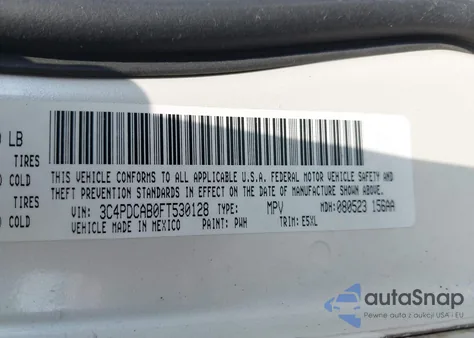 LB
TIRES
COLD
TIRES
COLD
THIS VEHICLE CONFORMS TO ALL APPLICABLE U.S.A. FEDERAL MOTOR VEHICLE SAFETY AND
THEFT PREVENTION STANDARDS IN EFFECT ON THE DATE OF MANUFACTURE SHOWN ABOVE.
VIN: 3C4PDCAB0FT530128 TYPE: MPV MDH: 080523 156AA
VEHICLE MADE IN MEXICO PAINT: PWH TRIM: E5XL
autoSnap
Pewne auto z aukcji USA - EU